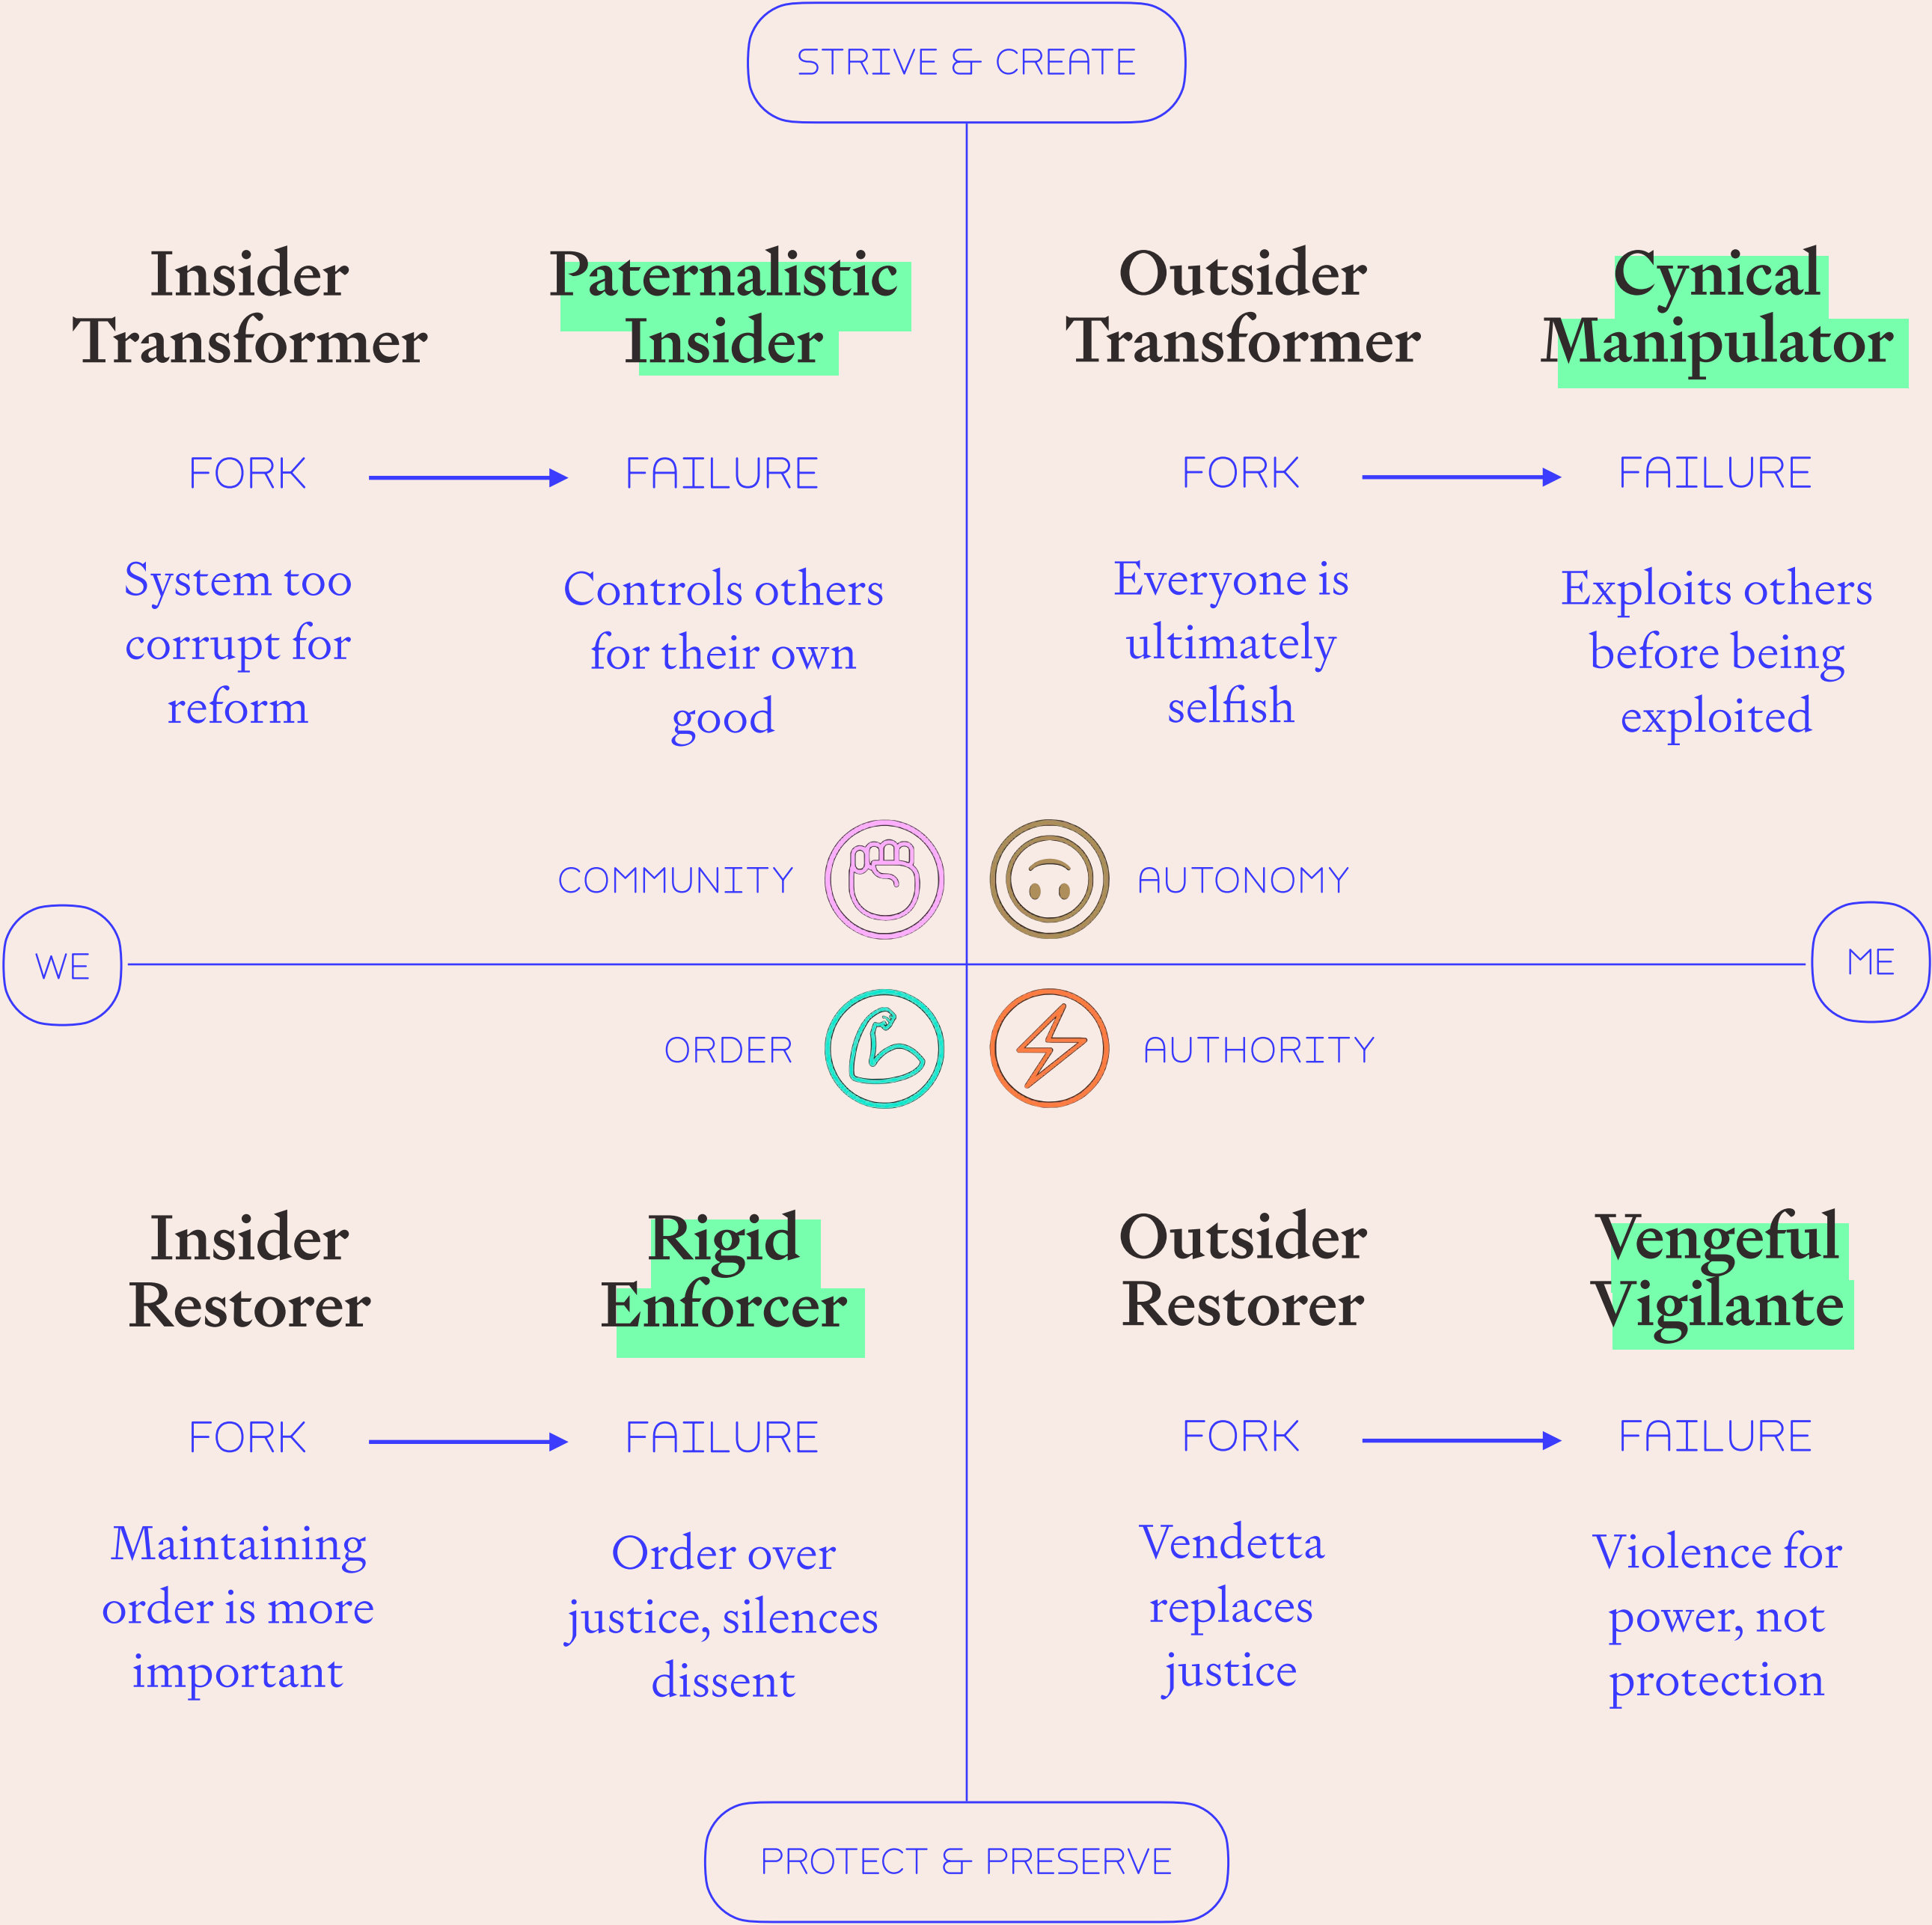 STRIVE & CREATE
Insider
Transformer
Paternalistic
Insider
FORK
FAILURE
System too
corrupt for
reform
Controls others
for their own
good
Outsider
Transformer
Cynical
Manipulator
FORK
FAILURE
Everyone is
ultimately
selfish
Exploits others
before being
exploited
COMMUNITY
AUTONOMY
WE
ME
ORDER
AUTHORITY
Insider
Restorer
Rigid
Enforcer
FORK
FAILURE
Maintaining
order is more
important
Order over
justice, silences
dissent
Outsider
Restorer
Vengeful
Vigilante
FORK
FAILURE
Vendetta
replaces
justice
Violence for
power, not
protection
PROTECT & PRESERVE